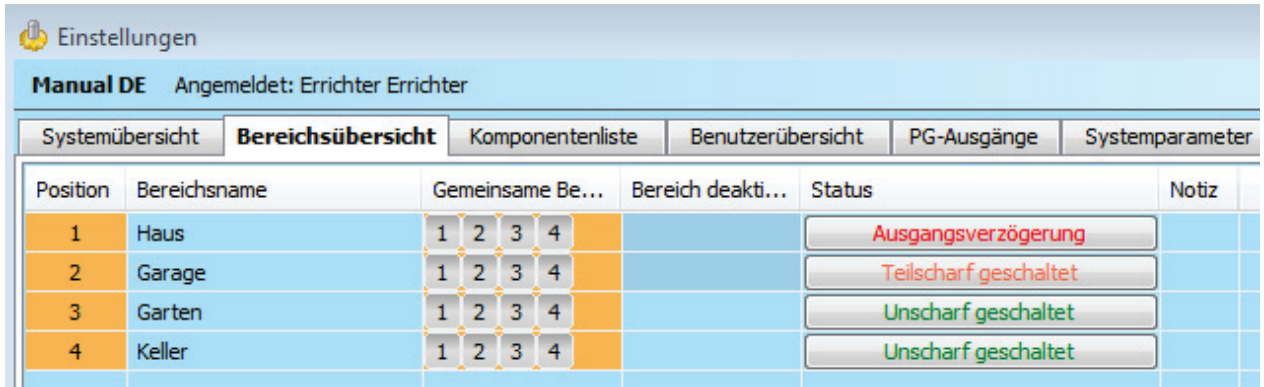 Einstellungen
Manual DE Angemeldet: Errichter Errichter
Systemübersicht Bereichsübersicht Komponentenliste Benutzerübersicht PG-Ausgänge Systemparameter
Position Bereichsname Gemeinsame Be... Bereich deakti... Status Notiz
1 Haus 1 2 3 4 Ausgangsverzögerung
2 Garage 1 2 3 4 Teilscharf geschaltet
3 Garten 1 2 3 4 Unscharf geschaltet
4 Keller 1 2 3 4 Unscharf geschaltet